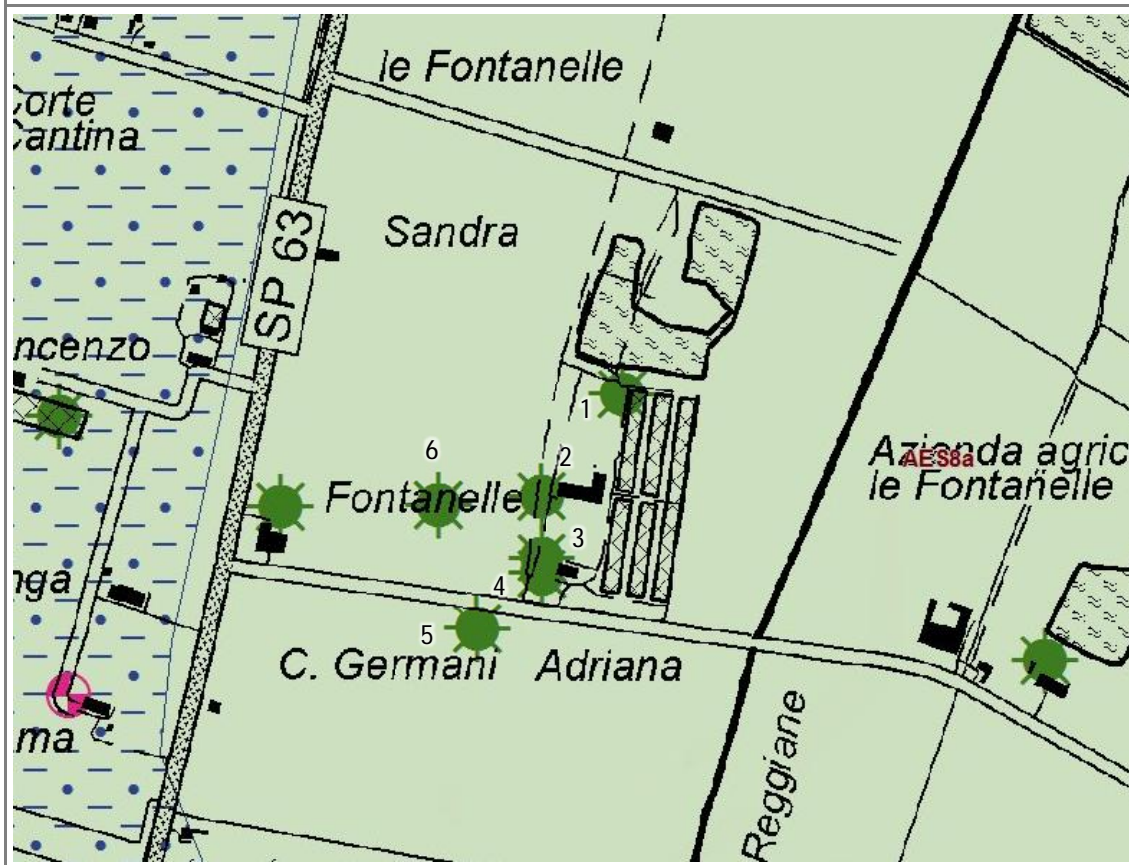 le Fontanelle
Corte
Cantina
Sandra
SP 63
ncenzo
1
Azienda agric
AES8a
le Fontanelle
6
2
Fontanelle
3
nga
4
5
C. Germani Adriana
ma
Reggiane